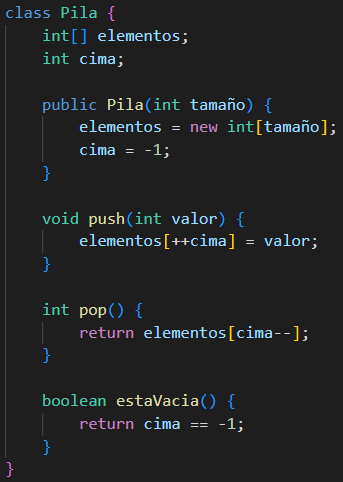 class Pila {
    int[] elementos;
    int cima;

    public Pila(int tamaño) {
        elementos = new int[tamaño];
        cima = -1;
    }

    void push(int valor) {
        elementos[++cima] = valor;
    }

    int pop() {
        return elementos[cima--];
    }

    boolean estaVacia() {
        return cima == -1;
    }
}